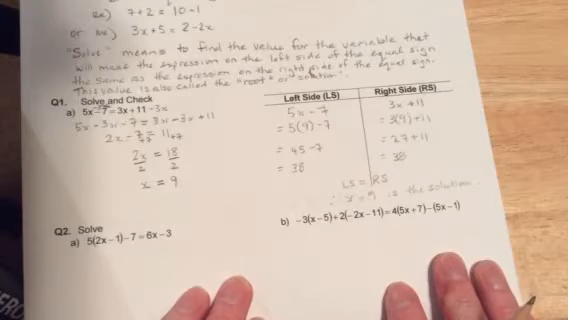 ex) 7+2 = 10-1
or ex) 3x+5 = 2-2x
"Solve" means to find the value for the variable that
will make the expression on the left side of the equal sign
the same as the expression on the right side of the equal sign.
This value is also called the "root" or "solution".
Q1. Solve and Check
a) 5x-7=3x+11-3x
5x-3x-7=3x-3x+11
2x-7=11
+7 +7
2x = 18
2 2
x = 9
Left Side (LS) Right Side (RS)
5x-7 3x+11
= 5(9)-7 = 3(9)+11
= 45-7 = 27+11
= 38 = 38
LS = RS
∴ x=9 is the solution.
Q2. Solve
a) 5(2x-1)-7=6x-3
b) -3(x-5)+2(-2x-11)=4(5x+7)-(5x-1)